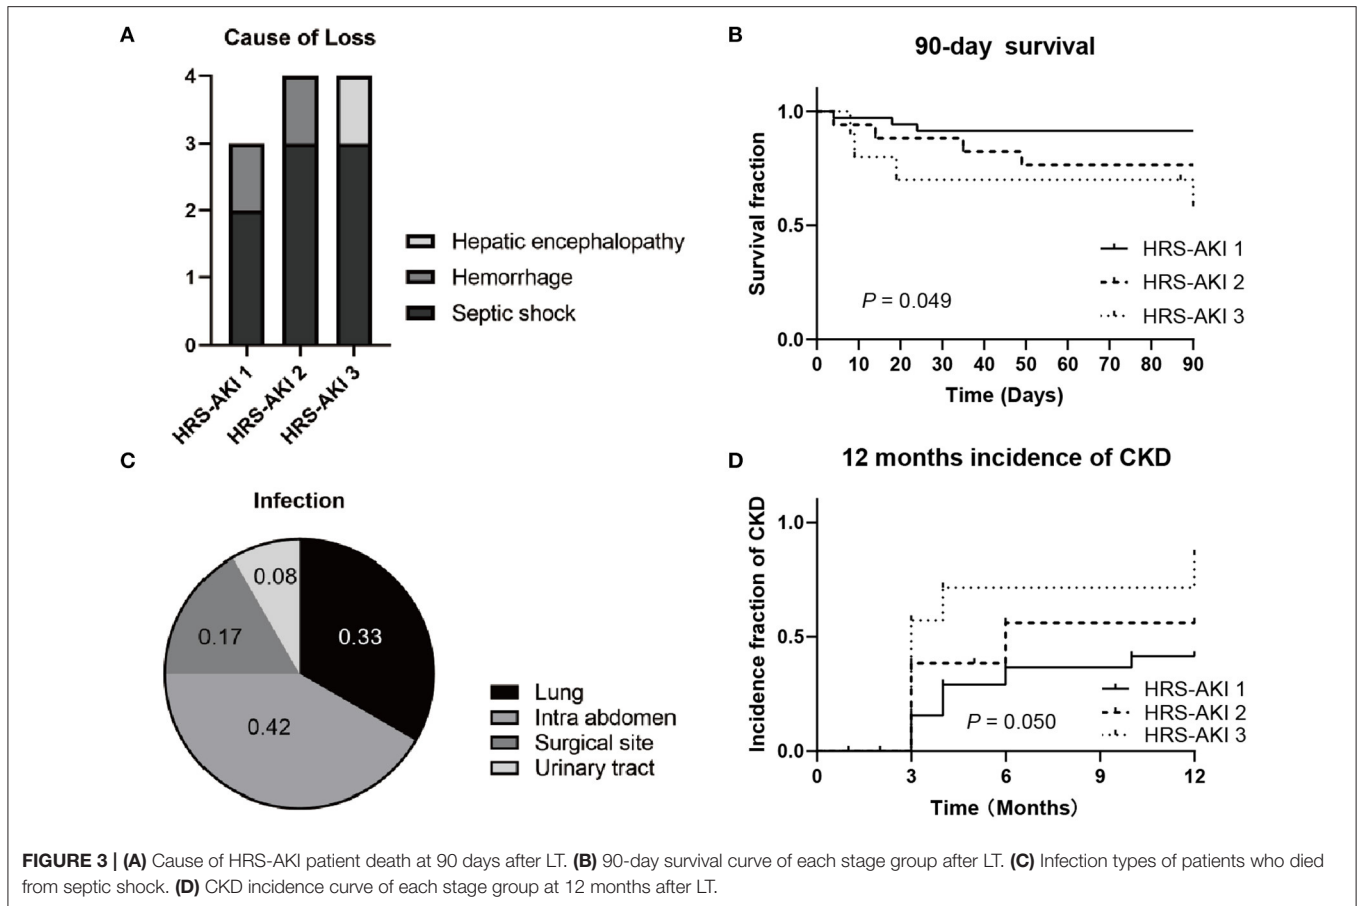 A
Cause of Loss
4
3
2
1
0
HRS-AKI 1
HRS-AKI 2
HRS-AKI 3
Hepatic encephalopathy
Hemorrhage
Septic shock
B
90-day survival
Survival fraction
1.0
0.5
0.0
P = 0.049
HRS-AKI 1
HRS-AKI 2
HRS-AKI 3
0 10 20 30 40 50 60 70 80 90
Time (Days)
C
Infection
0.08
0.33
0.17
0.42
Lung
Intra abdomen
Surgical site
Urinary tract
D
12 months incidence of CKD
Incidence fraction of CKD
1.0
0.5
0.0
P = 0.050
HRS-AKI 1
HRS-AKI 2
HRS-AKI 3
0 3 6 9 12
Time (Months)
FIGURE 3 | (A) Cause of HRS-AKI patient death at 90 days after LT. (B) 90-day survival curve of each stage group after LT. (C) Infection types of patients who died
from septic shock. (D) CKD incidence curve of each stage group at 12 months after LT.